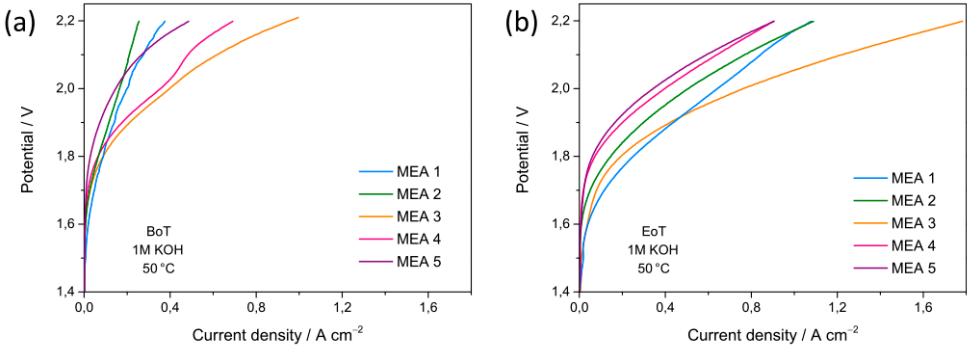 (a)
2,2
2,0
1,8
1,6
1,4
Potential / V
0,0
0,4
0,8
1,2
1,6
Current density / A cm⁻²
BoT
1M KOH
50 °C
MEA 1
MEA 2
MEA 3
MEA 4
MEA 5
(b)
2,2
2,0
1,8
1,6
1,4
Potential / V
0,0
0,4
0,8
1,2
1,6
Current density / A cm⁻²
EoT
1M KOH
50 °C
MEA 1
MEA 2
MEA 3
MEA 4
MEA 5